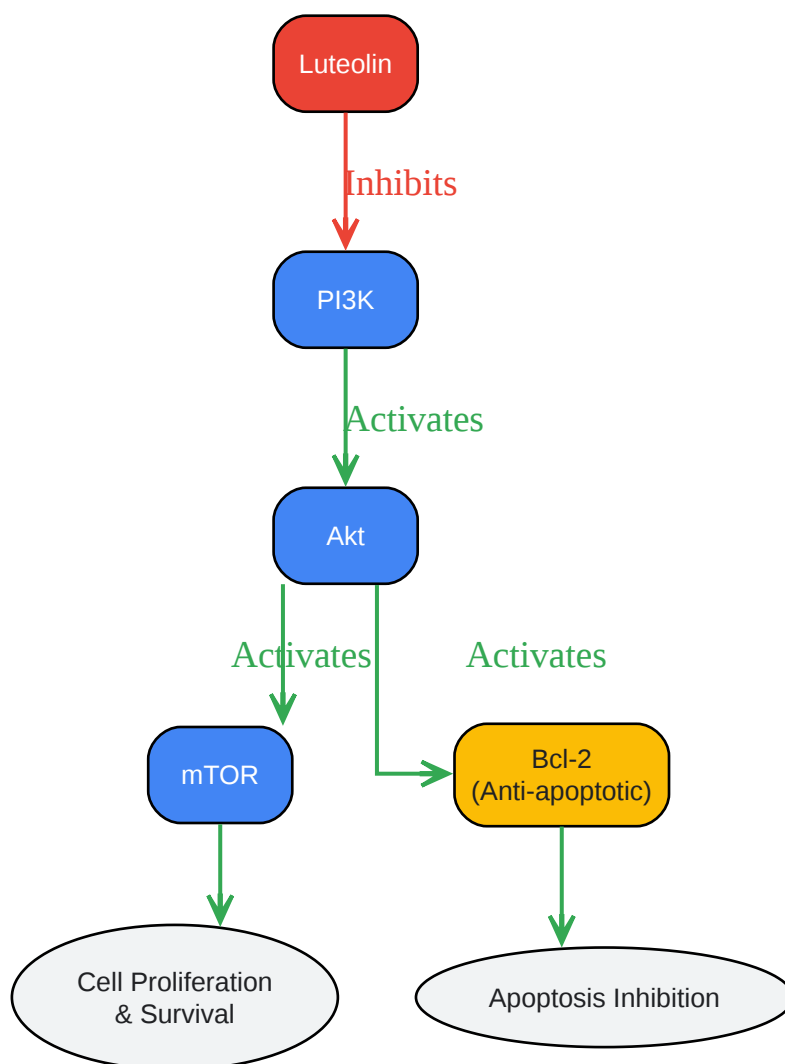 Luteolin
Inhibits
PI3K
Activates
Akt
Activates
Activates
mTOR
Bcl-2
(Anti-apoptotic)
Cell Proliferation
& Survival
Apoptosis Inhibition